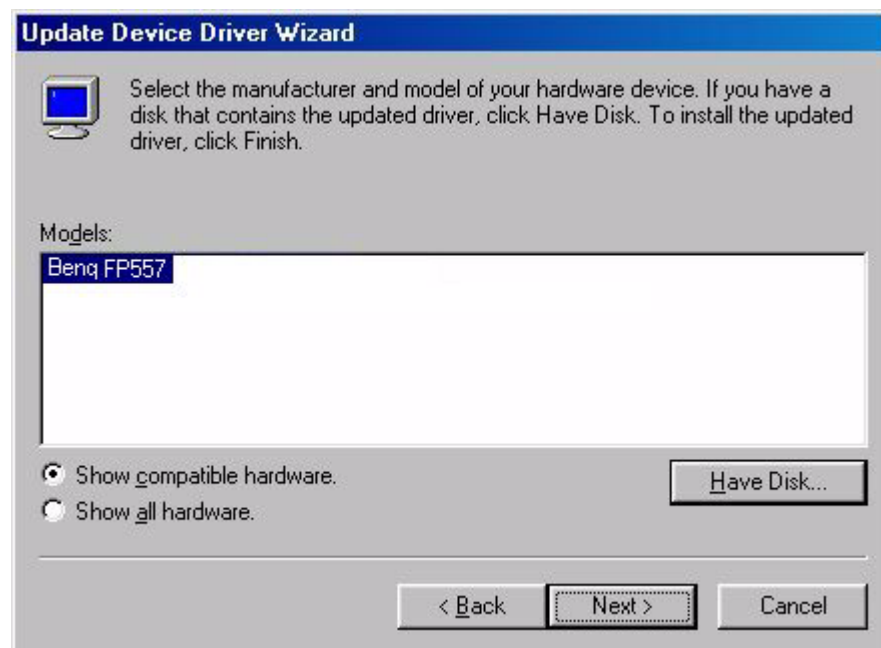 Update Device Driver Wizard
Select the manufacturer and model of your hardware device. If you have a
disk that contains the updated driver, click Have Disk. To install the updated
driver, click Finish.
Models:
Benq FP557
Show compatible hardware.
Have Disk...
Show all hardware.
< Back
Next >
Cancel